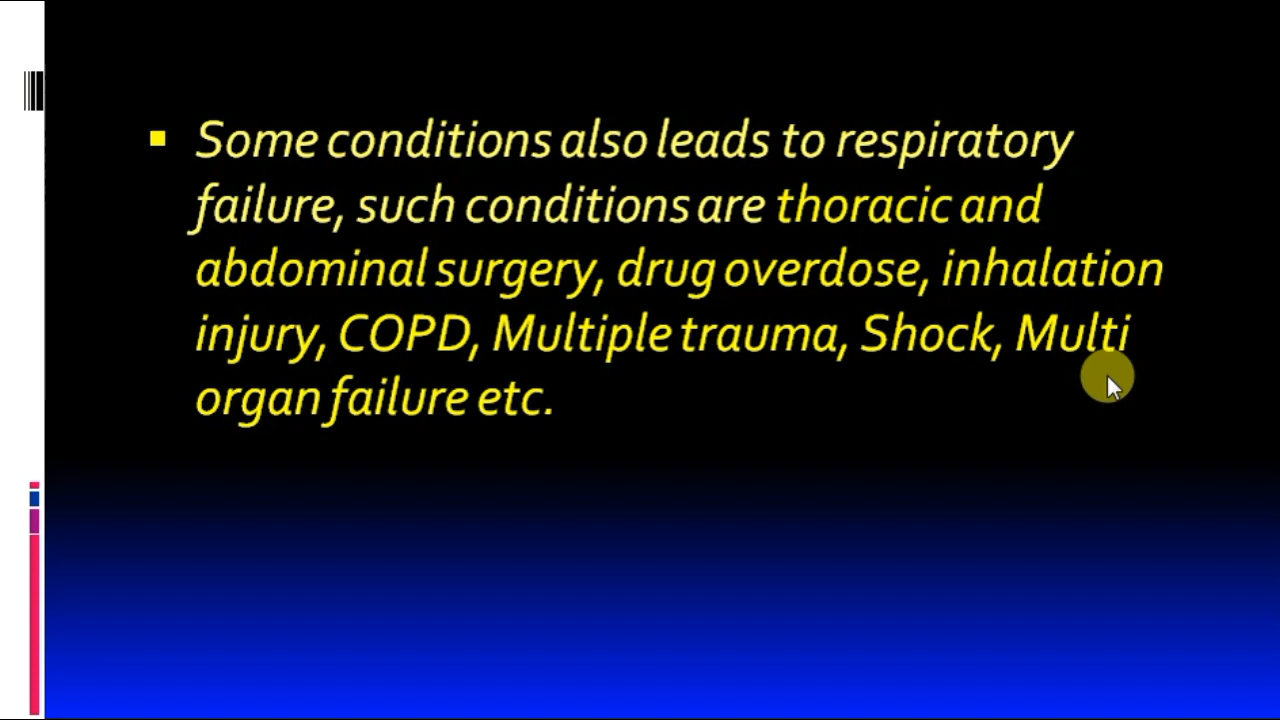 Some conditions also leads to respiratory
failure, such conditions are thoracic and
abdominal surgery, drug overdose, inhalation
injury, COPD, Multiple trauma, Shock, Multi
organ failure etc.